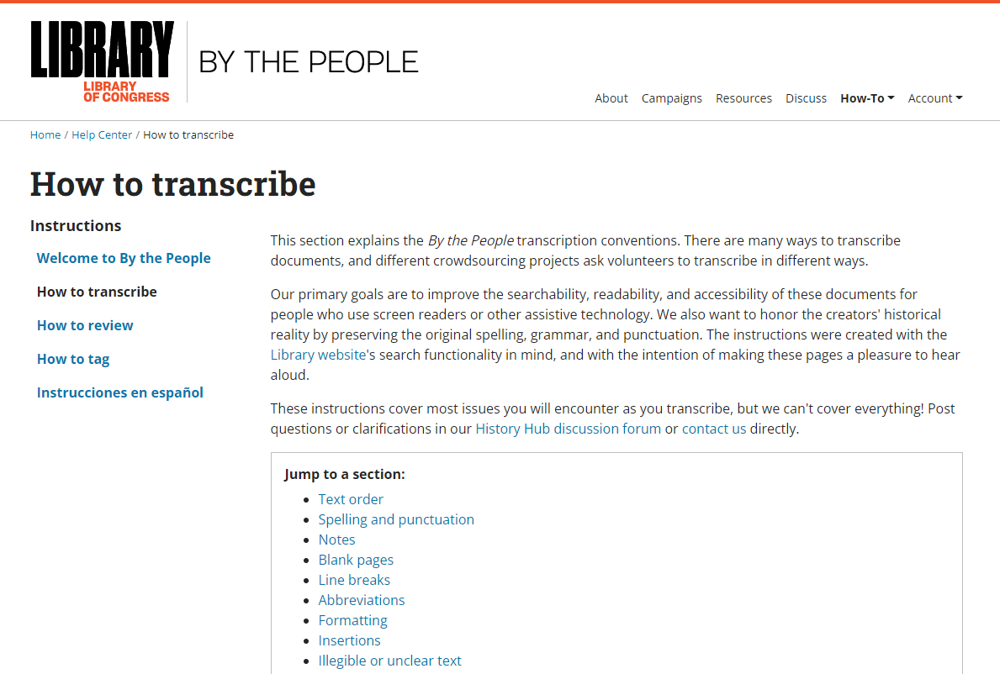 LIBRARY
LIBRARY
OF CONGRESS
BY THE PEOPLE
About Campaigns Resources Discuss How-To Account
Home / Help Center / How to transcribe
How to transcribe
Instructions
Welcome to By the People
How to transcribe
How to review
How to tag
Instrucciones en español
This section explains the By the People transcription conventions. There are many ways to transcribe
documents, and different crowdsourcing projects ask volunteers to transcribe in different ways.
Our primary goals are to improve the searchability, readability, and accessibility of these documents for
people who use screen readers or other assistive technology. We also want to honor the creators' historical
reality by preserving the original spelling, grammar, and punctuation. The instructions were created with the
Library website's search functionality in mind, and with the intention of making these pages a pleasure to hear
aloud.
These instructions cover most issues you will encounter as you transcribe, but we can't cover everything! Post
questions or clarifications in our History Hub discussion forum or contact us directly.
Jump to a section:
• Text order
• Spelling and punctuation
• Notes
• Blank pages
• Line breaks
• Abbreviations
• Formatting
• Insertions
• Illegible or unclear text